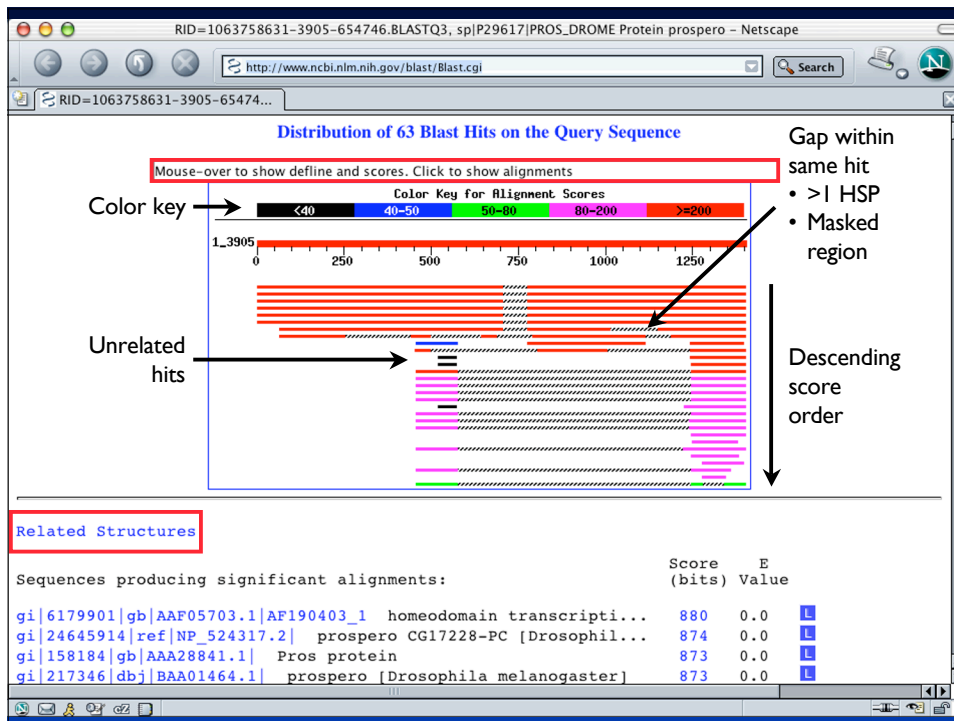 RID=1063758631-3905-654746.BLASTQ3, sp|P29617|PROS_DROME Protein prospero – Netscape
http://www.ncbi.nlm.nih.gov/blast/Blast.cgi
Search
N
RID=1063758631-3905-65474...
Distribution of 63 Blast Hits on the Query Sequence
Mouse-over to show defline and scores. Click to show alignments
Color Key for Alignment Scores
Color key
<40 40-50 50-80 80-200 >=200
1_3905
0 250 500 750 1000 1250
Gap within
same hit
• >1 HSP
• Masked
region
Unrelated
hits
Descending
score
order
Related Structures
Score E
Sequences producing significant alignments: (bits) Value
gi|6179901|gb|AAF05703.1|AF190403_1 homeodomain transcripti... 880 0.0 L
gi|24645914|ref|NP_524317.2| prospero CG17228-PC [Drosophil... 874 0.0 L
gi|158184|gb|AAA28841.1| Pros protein 873 0.0 L
gi|217346|dbj|BAA01464.1| prospero [Drosophila melanogaster] 873 0.0 L